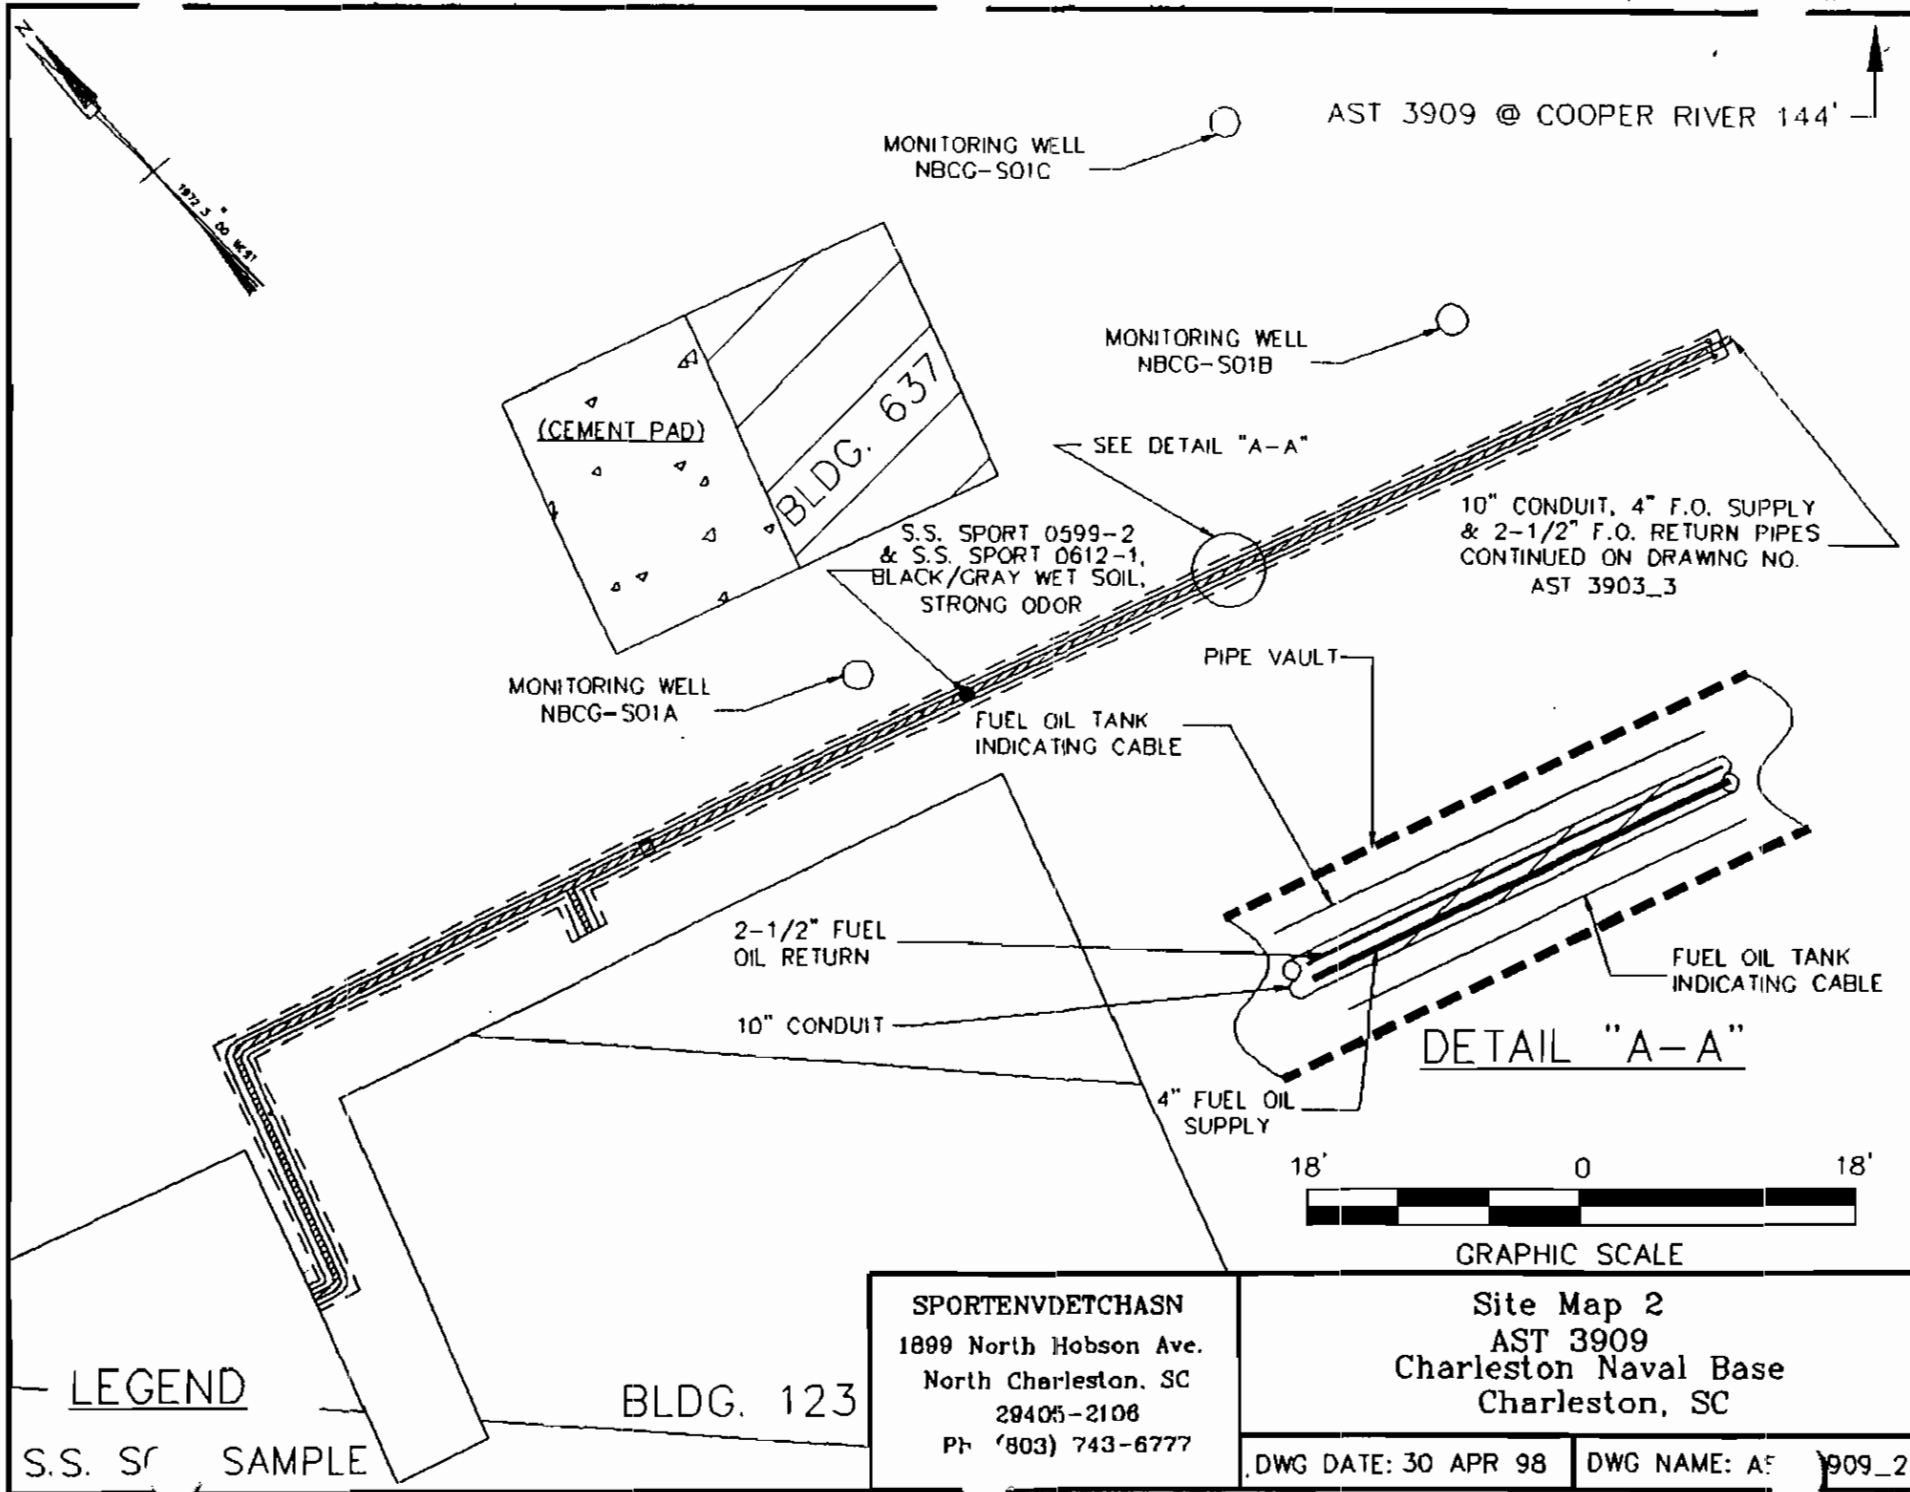 N
AST 3909 @ COOPER RIVER 144'
MONITORING WELL
NBCG-S01C
MONITORING WELL
NBCG-S01B
(CEMENT PAD)
BLDG. 637
SEE DETAIL "A-A"
10" CONDUIT, 4" F.O. SUPPLY
& 2-1/2" F.O. RETURN PIPES
CONTINUED ON DRAWING NO.
AST 3903_3
S.S. SPORT 0599-2
& S.S. SPORT 0612-1,
BLACK/GRAY WET SOIL,
STRONG ODOR
MONITORING WELL
NBCG-S01A
PIPE VAULT
FUEL OIL TANK
INDICATING CABLE
2-1/2" FUEL
OIL RETURN
10" CONDUIT
FUEL OIL TANK
INDICATING CABLE
DETAIL "A-A"
4" FUEL OIL
SUPPLY
18' 0 18'
GRAPHIC SCALE
LEGEND
S.S. SAMPLE
BLDG. 123
SPORTENVDETCHASN
1899 North Hobson Ave.
North Charleston, SC
29405-2106
Ph (803) 743-6777
Site Map 2
AST 3909
Charleston Naval Base
Charleston, SC
DWG DATE: 30 APR 98
DWG NAME: 909_2